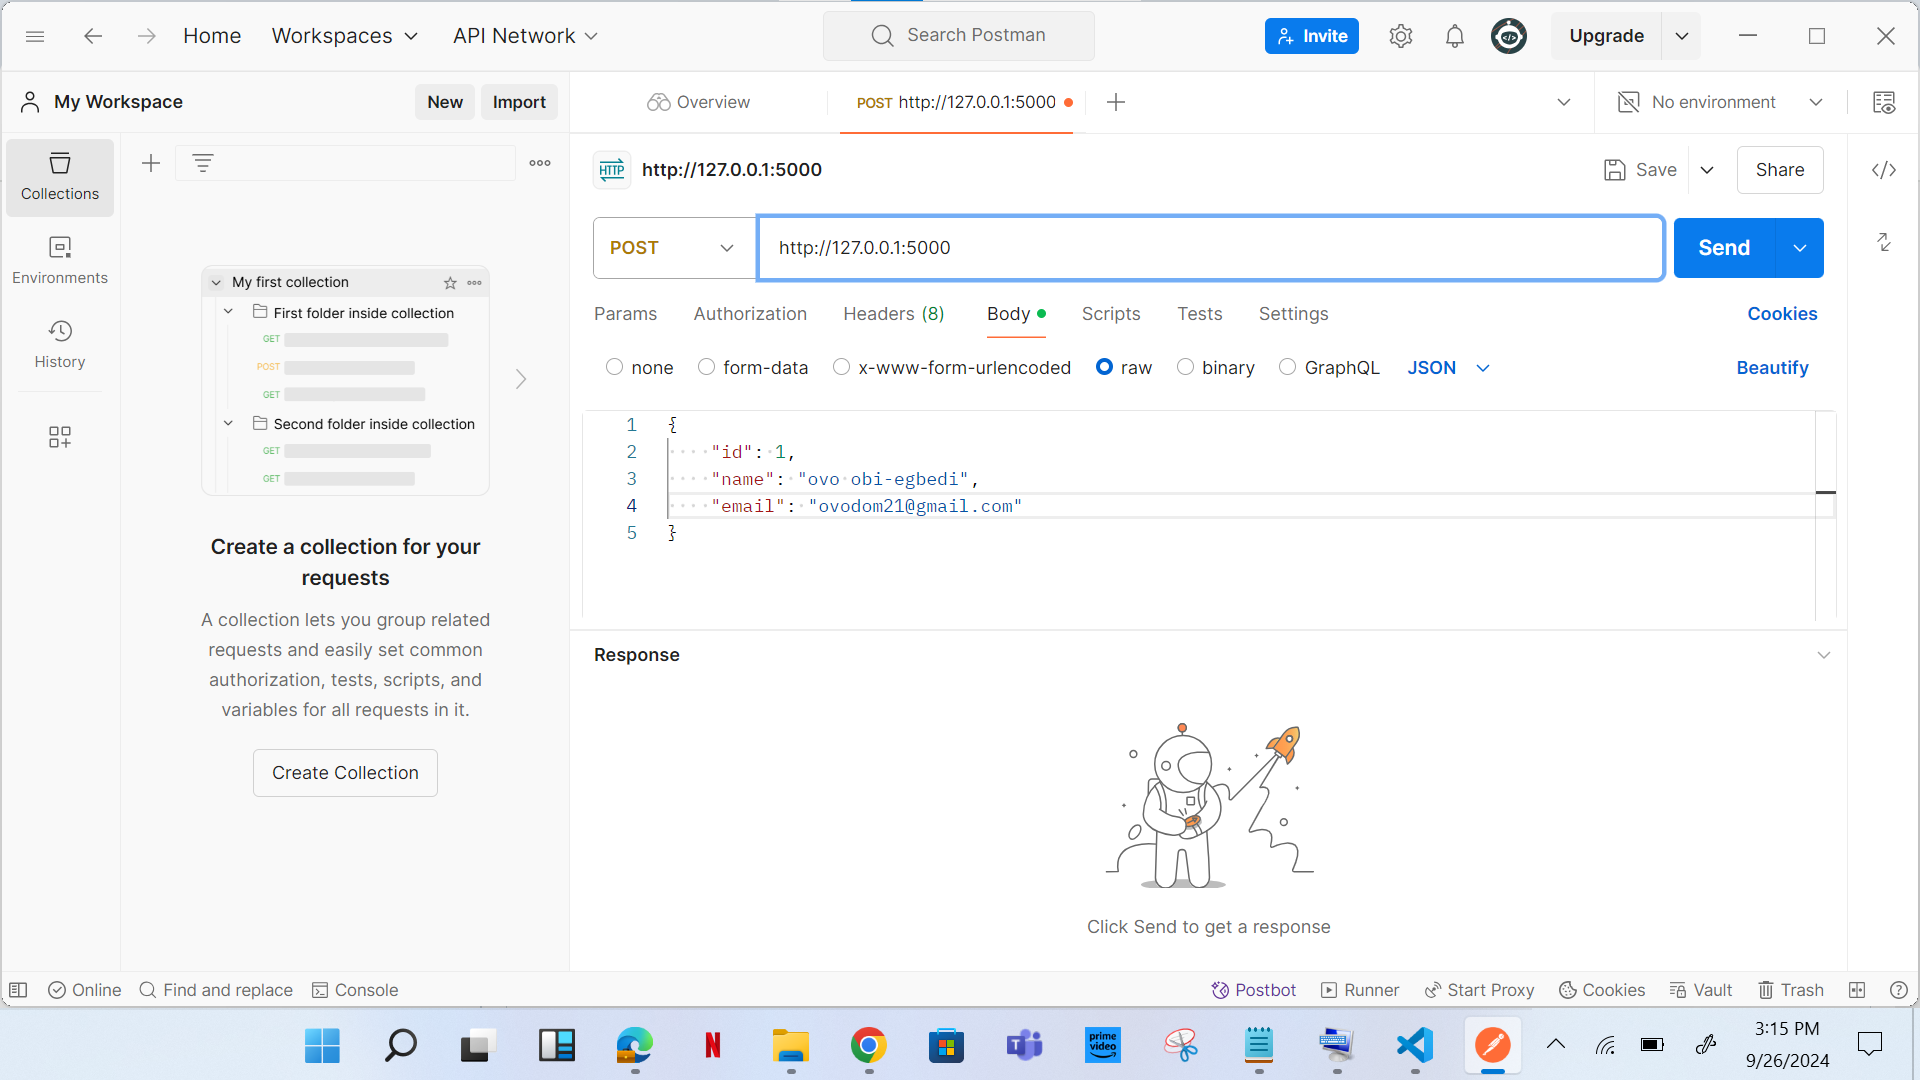 Home
Workspaces
API Network
Search Postman
Invite
Upgrade
My Workspace
New
Import
Overview
POST http://127.0.0.1:5000
No environment
Collections
Environments
History
HTTP
http://127.0.0.1:5000
Save
Share
POST
http://127.0.0.1:5000
Send
Params
Authorization
Headers (8)
Body
Scripts
Tests
Settings
Cookies
none
form-data
x-www-form-urlencoded
raw
binary
GraphQL
JSON
Beautify
1 {
2 "id": 1,
3 "name": "ovo obi-egbedi",
4 "email": "ovodom21@gmail.com"
5 }
My first collection
First folder inside collection
GET
POST
GET
Second folder inside collection
GET
GET
Create a collection for your
requests
A collection lets you group related
requests and easily set common
authorization, tests, scripts, and
variables for all requests in it.
Create Collection
Response
Click Send to get a response
Online
Find and replace
Console
Postbot
Runner
Start Proxy
Cookies
Vault
Trash
N
T
prime
video
3:15 PM
9/26/2024